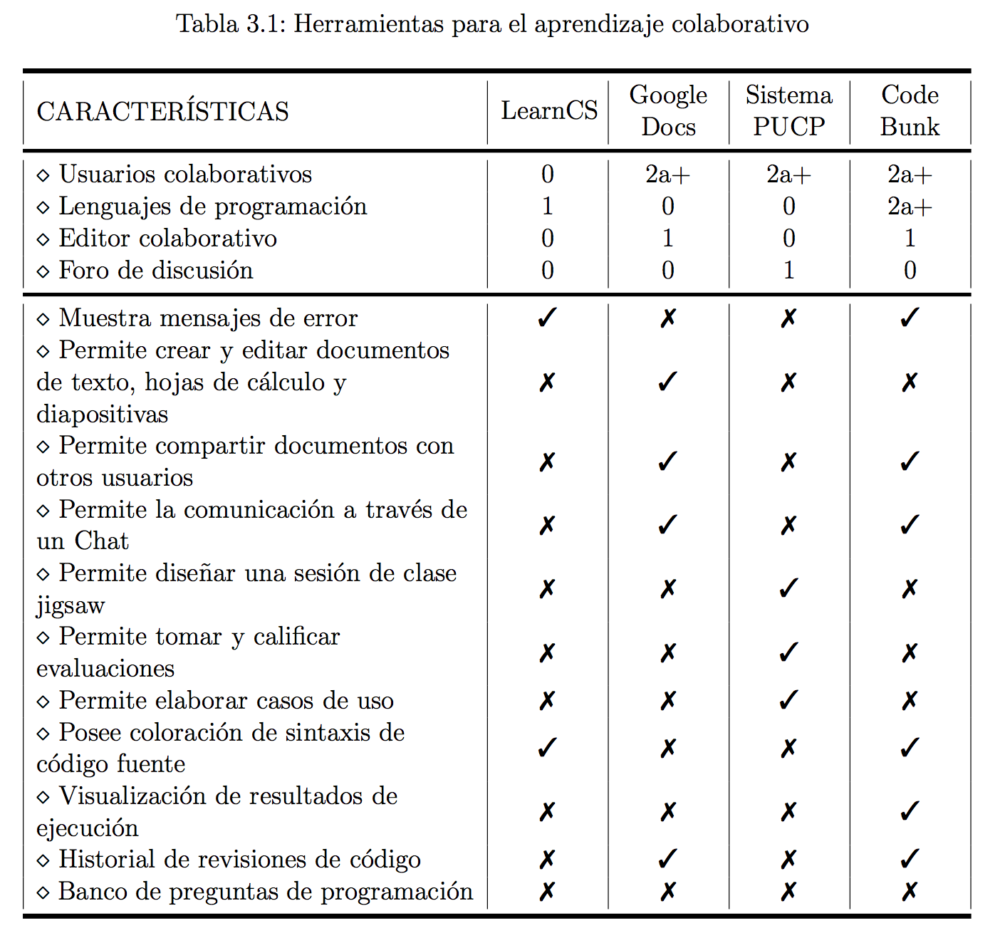 Tabla 3.1: Herramientas para el aprendizaje colaborativo
CARACTERÍSTICAS LearnCS Google Docs Sistema PUCP Code Bunk
⋄ Usuarios colaborativos 0 2a+ 2a+ 2a+
⋄ Lenguajes de programación 1 0 0 2a+
⋄ Editor colaborativo 0 1 0 1
⋄ Foro de discusión 0 0 1 0
⋄ Muestra mensajes de error ✓ ✗ ✗ ✓
⋄ Permite crear y editar documentos
de texto, hojas de cálculo y ✗ ✓ ✗ ✗
diapositivas
⋄ Permite compartir documentos con
otros usuarios ✗ ✓ ✗ ✓
⋄ Permite la comunicación a través de
un Chat ✗ ✓ ✗ ✓
⋄ Permite diseñar una sesión de clase
jigsaw ✗ ✗ ✓ ✗
⋄ Permite tomar y calificar
evaluaciones ✗ ✗ ✓ ✗
⋄ Permite elaborar casos de uso ✗ ✗ ✓ ✗
⋄ Posee coloración de sintaxis de
código fuente ✓ ✗ ✗ ✓
⋄ Visualización de resultados de
ejecución ✗ ✗ ✗ ✓
⋄ Historial de revisiones de código ✗ ✓ ✗ ✓
⋄ Banco de preguntas de programación ✗ ✗ ✗ ✗